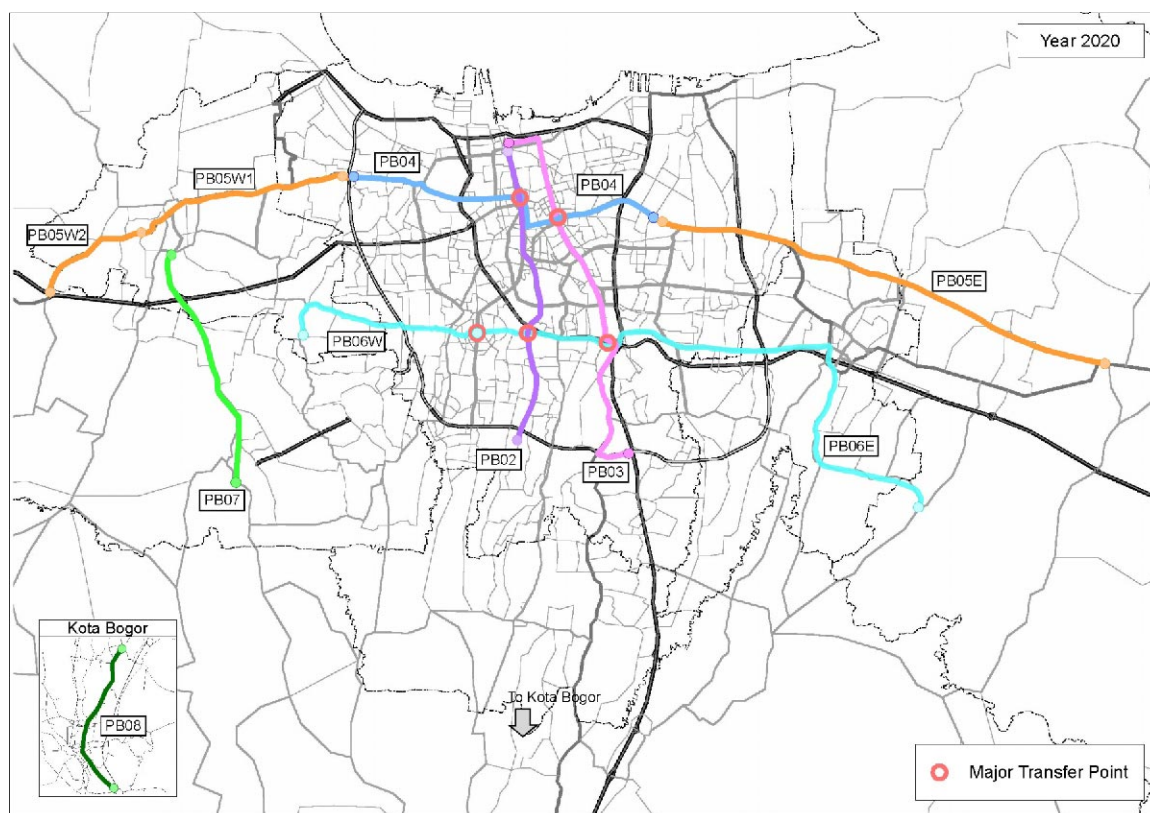 Year 2020
PB04
PB05W1
PB04
PB05W2
PB05E
PB06W
PB06E
PB02
PB03
PB07
Kota Bogor
To Kota Bogor
PB08
Major Transfer Point